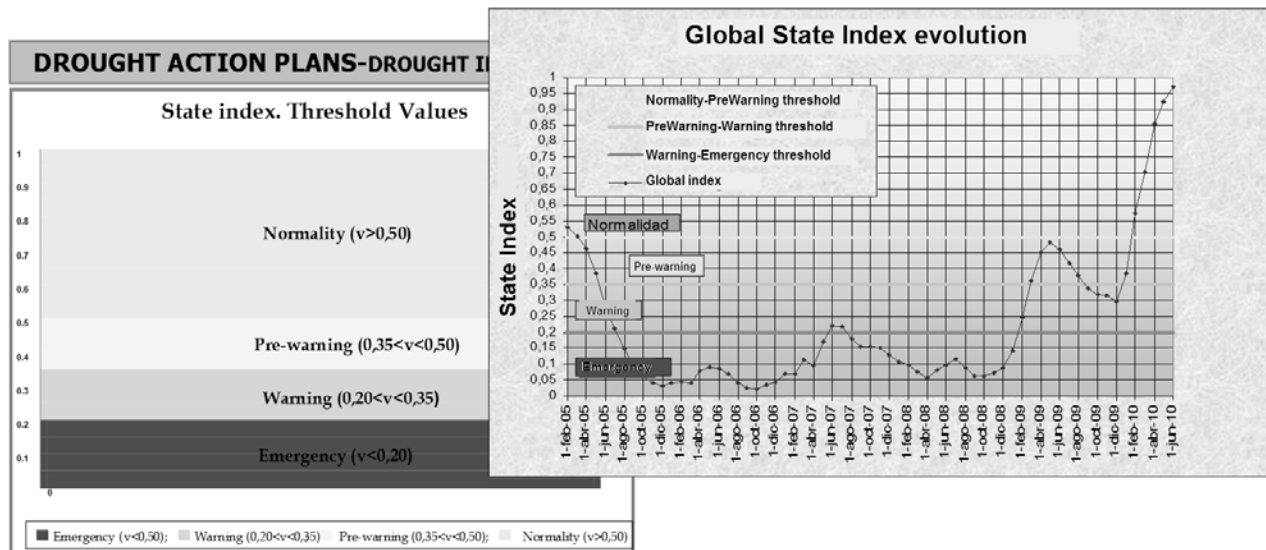 DROUGHT ACTION PLANS-DROUGHT I
State index. Threshold Values
1
0.9
0.8
0.7
0.6
0.5
0.4
0.3
0.2
0.1
0
Normality (v>0,50)
Pre-warning (0,35<v<0,50)
Warning (0,20<v<0,35)
Emergency (v<0,20)
Emergency (v<0,50); Warning (0,20<v<0,35) Pre-warning (0,35<v<0,50); Normality (v>0,50)
Global State Index evolution
State Index
1
0,95
0,9
0,85
0,8
0,75
0,7
0,65
0,6
0,55
0,5
0,45
0,4
0,35
0,3
0,25
0,2
0,15
0,1
0,05
0
Normality-PreWarning threshold
PreWarning-Warning threshold
Warning-Emergency threshold
Global index
Normalidad
Pre-warning
Warning
Emergency
1-feb-05
1-abr-05
1-jun-05
1-ago-05
1-oct-05
1-dic-05
1-feb-06
1-abr-06
1-jun-06
1-ago-06
1-oct-06
1-dic-06
1-feb-07
1-abr-07
1-jun-07
1-ago-07
1-oct-07
1-dic-07
1-feb-08
1-abr-08
1-jun-08
1-ago-08
1-oct-08
1-dic-08
1-feb-09
1-abr-09
1-jun-09
1-ago-09
1-oct-09
1-dic-09
1-feb-10
1-abr-10
1-jun-10